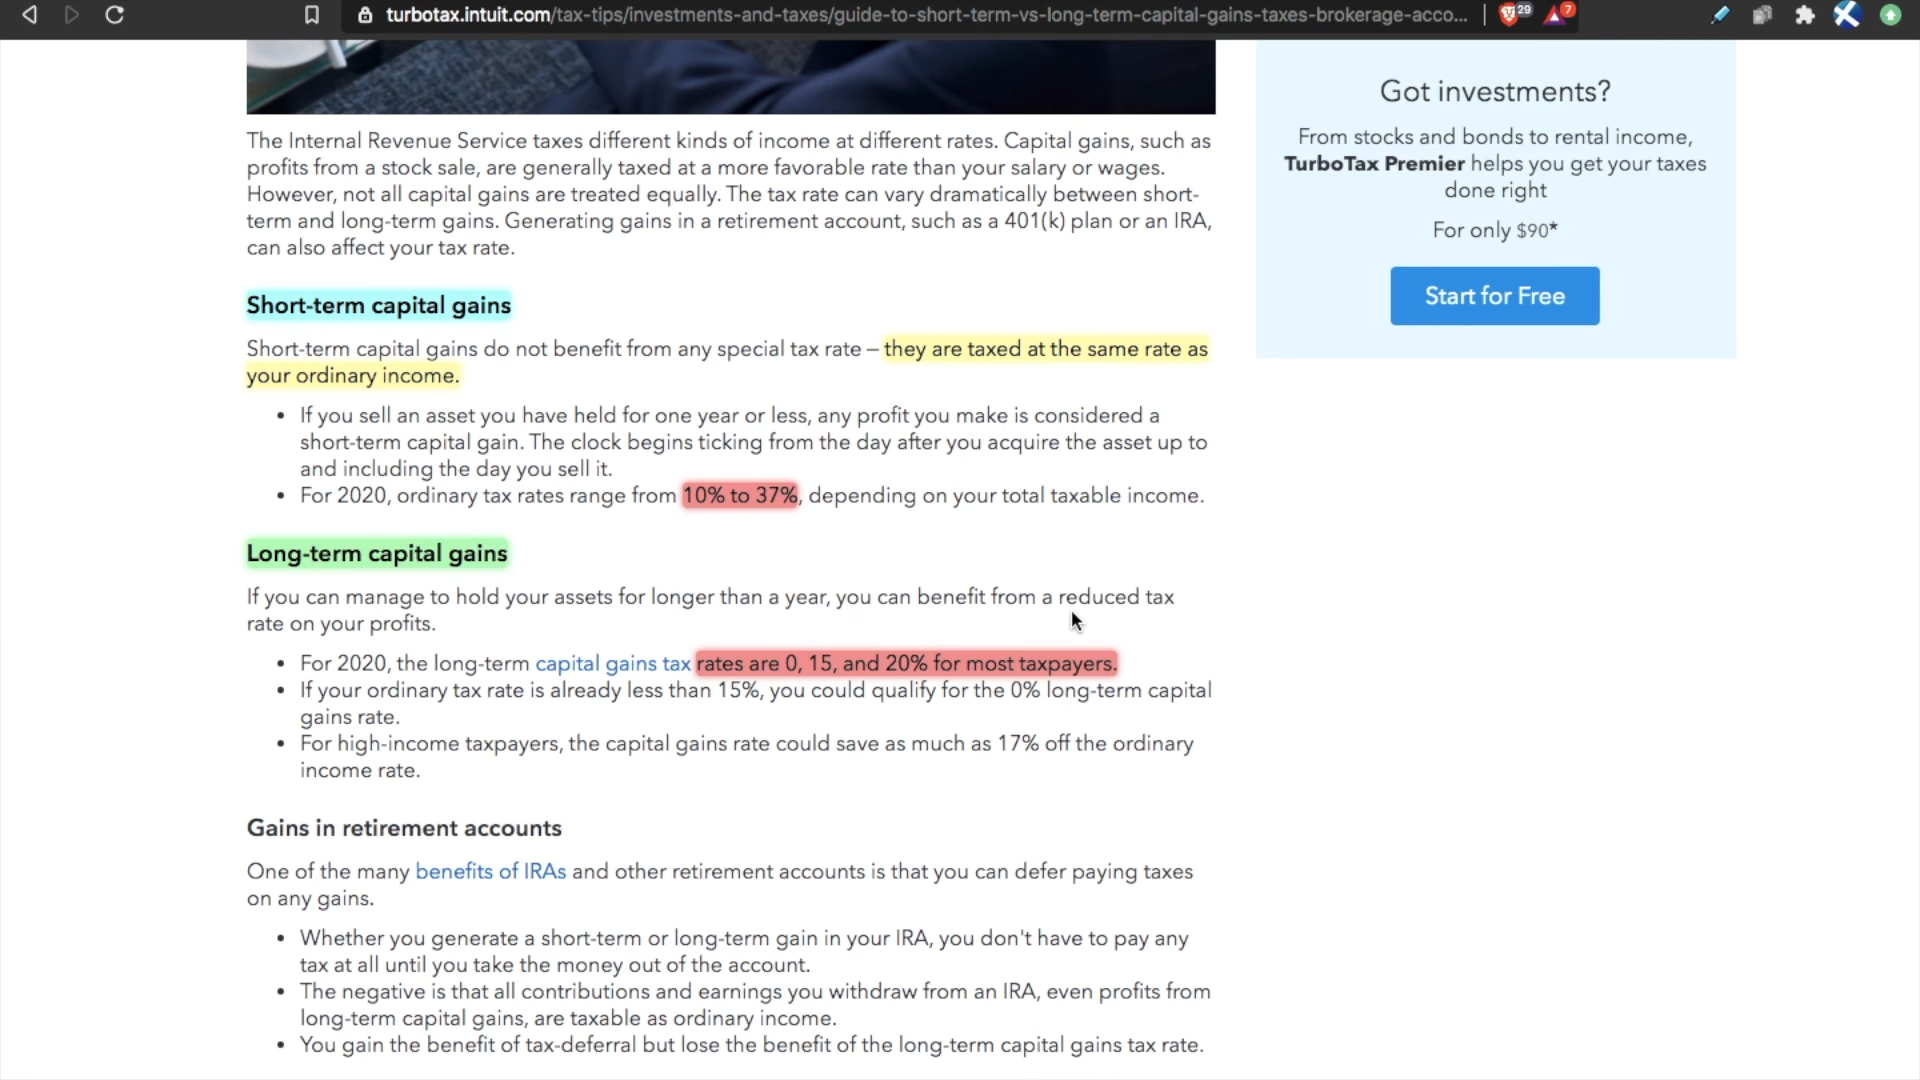 turbotax.intuit.com/tax-tips/investments-and-taxes/guide-to-short-term-vs-long-term-capital-gains-taxes-brokerage-acco...
29
7
The Internal Revenue Service taxes different kinds of income at different rates. Capital gains, such as
profits from a stock sale, are generally taxed at a more favorable rate than your salary or wages.
However, not all capital gains are treated equally. The tax rate can vary dramatically between short-
term and long-term gains. Generating gains in a retirement account, such as a 401(k) plan or an IRA,
can also affect your tax rate.
Short-term capital gains
Short-term capital gains do not benefit from any special tax rate – they are taxed at the same rate as
your ordinary income.
• If you sell an asset you have held for one year or less, any profit you make is considered a
short-term capital gain. The clock begins ticking from the day after you acquire the asset up to
and including the day you sell it.
• For 2020, ordinary tax rates range from 10% to 37%, depending on your total taxable income.
Long-term capital gains
If you can manage to hold your assets for longer than a year, you can benefit from a reduced tax
rate on your profits.
• For 2020, the long-term capital gains tax rates are 0, 15, and 20% for most taxpayers.
• If your ordinary tax rate is already less than 15%, you could qualify for the 0% long-term capital
gains rate.
• For high-income taxpayers, the capital gains rate could save as much as 17% off the ordinary
income rate.
Gains in retirement accounts
One of the many benefits of IRAs and other retirement accounts is that you can defer paying taxes
on any gains.
• Whether you generate a short-term or long-term gain in your IRA, you don't have to pay any
tax at all until you take the money out of the account.
• The negative is that all contributions and earnings you withdraw from an IRA, even profits from
long-term capital gains, are taxable as ordinary income.
• You gain the benefit of tax-deferral but lose the benefit of the long-term capital gains tax rate.
Got investments?
From stocks and bonds to rental income,
TurboTax Premier helps you get your taxes
done right
For only $90*
Start for Free